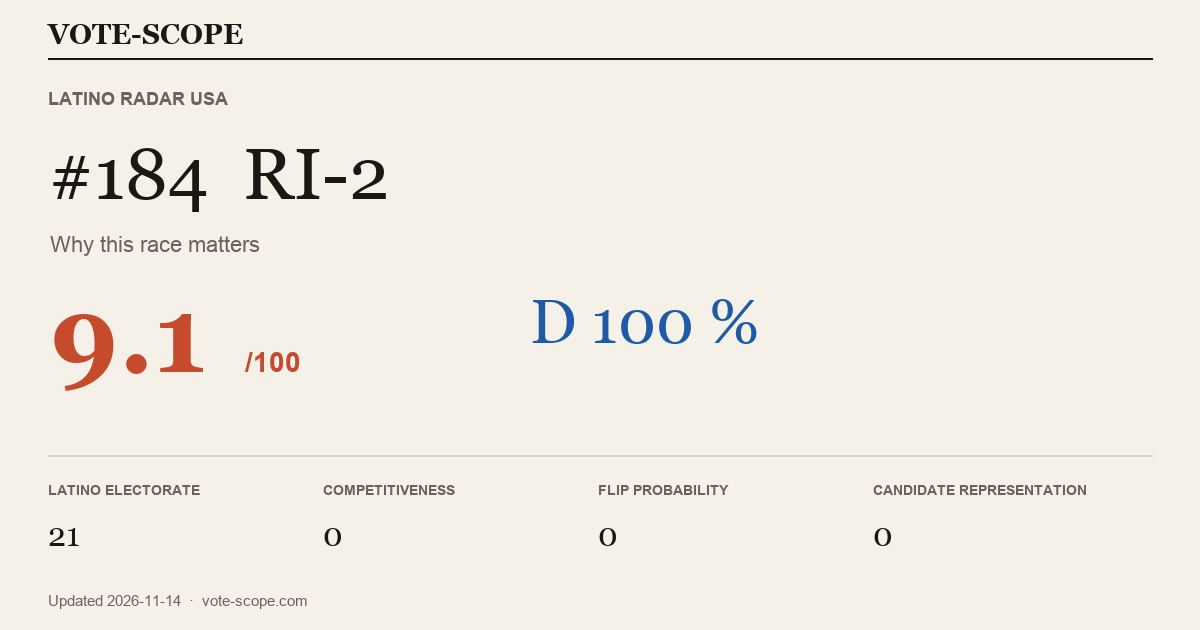 VOTE-SCOPE
LATINO RADAR USA
#184 RI-2
Why this race matters
9.1 /100
D 100 %
LATINO ELECTORATE COMPETITIVENESS FLIP PROBABILITY CANDIDATE REPRESENTATION
21 0 0 0
Updated 2026-11-14 · vote-scope.com